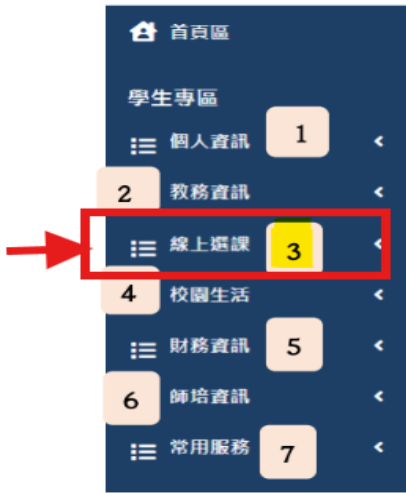 首頁區
學生專區
個人資訊 1
2 教務資訊
線上選課 3
4 校園生活
財務資訊 5
6 師培資訊
常用服務 7